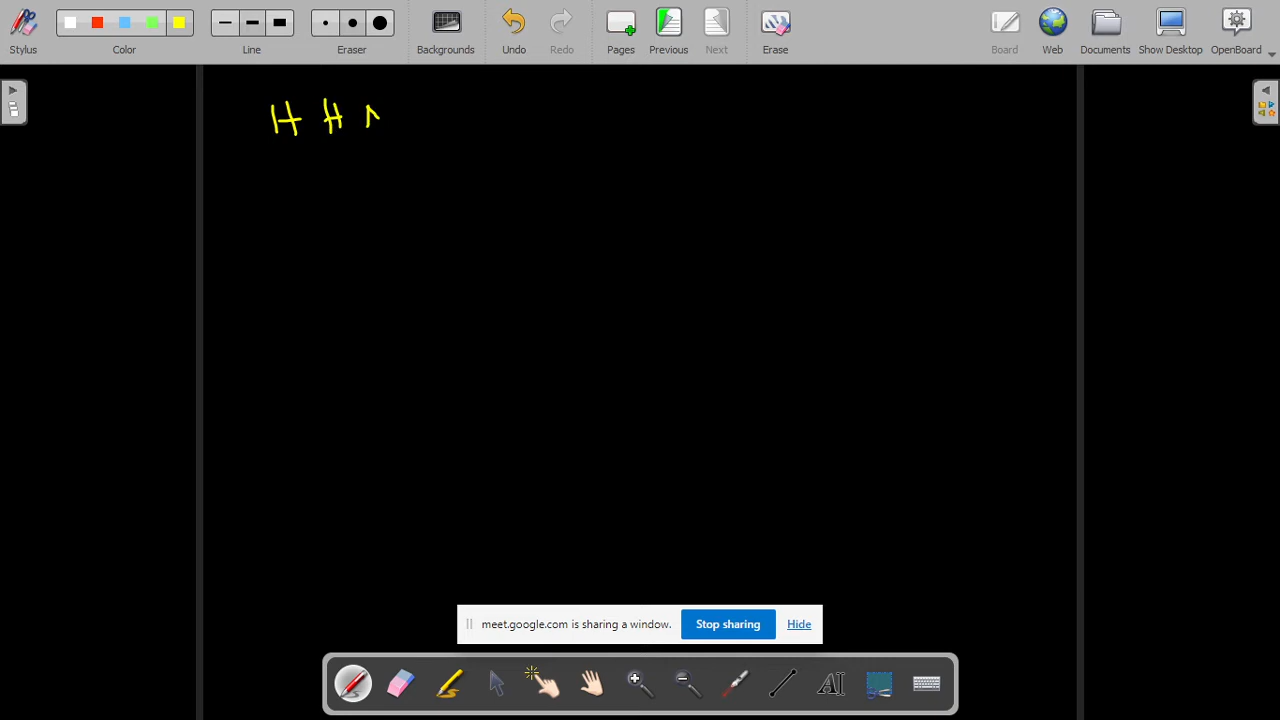 Stylus Color Line Eraser Backgrounds Undo Redo Pages Previous Next Erase Board Web Documents Show Desktop OpenBoard
H H
meet.google.com is sharing a window. Stop sharing Hide